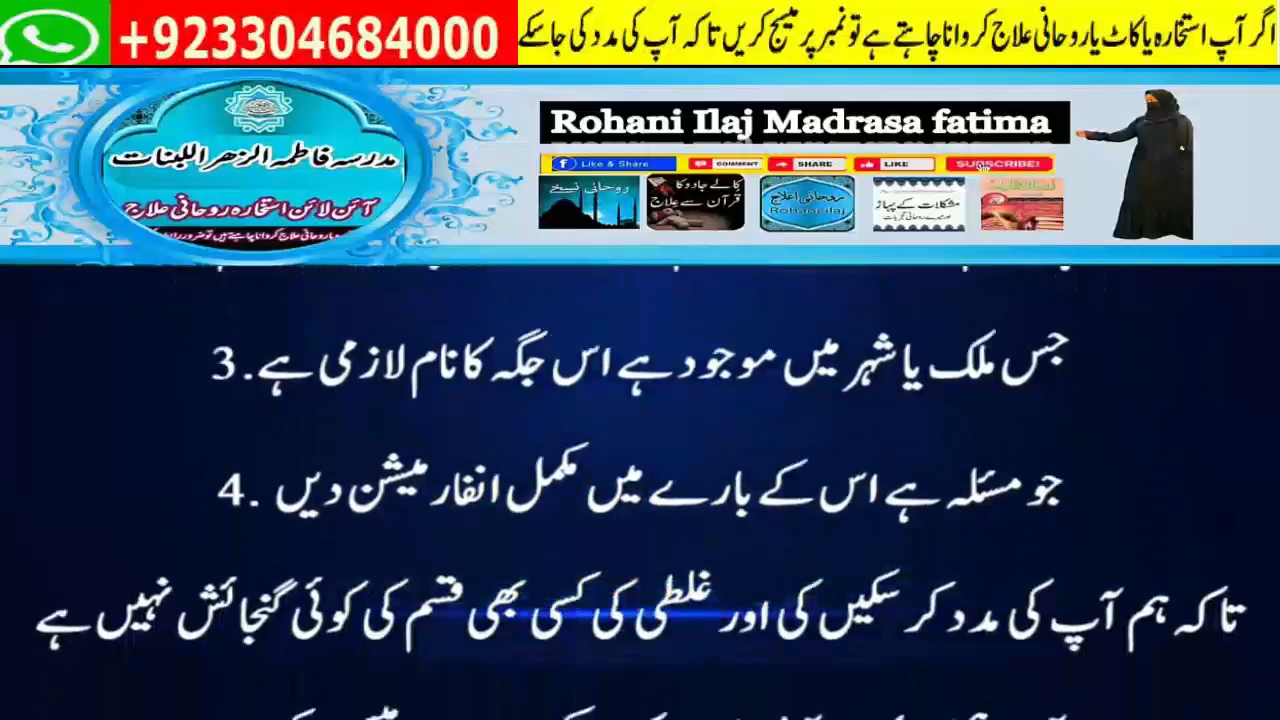 +923304684000
اگر آپ استخارہ یا کاٹ یا روحانی علاج کروانا چاہتے ہے تو نمبر پر میسج کریں تاکہ آپ کی مدد کی جا سکے
مدرسہ فاطمہ الزھرا للبنات
آن لائن استخارہ روحانی علاج
Rohani Ilaj Madrasa fatima
Like & Share
COMMENT
SHARE
LIKE
SUBSCRIBE!
روحانی نسخے
کالے جادو کا
قرآن سے علاج
روحانی علاج
Rohani Ilaj
مشکلات کے پہاڑ
جس ملک یا شہر میں موجود ہے اس جگہ کا نام لازمی ہے.3
جو مسئلہ ہے اس کے بارے میں مکمل انفارمیشن دیں .4
تاکہ ہم آپ کی مدد کر سکیں کی اور غلطی کی کسی بھی قسم کی کوئی گنجائش نہیں ہے